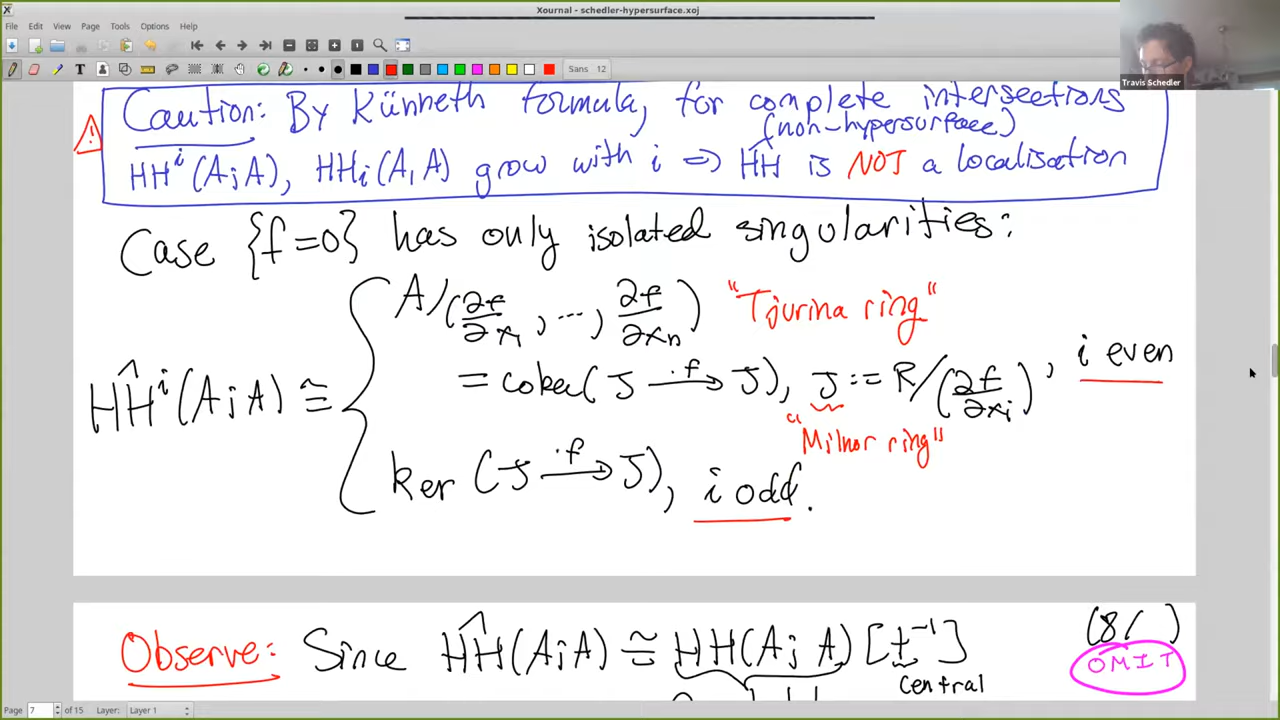 Xournal - schedler-hypersurface.xoj
File Edit View Page Tools Options Help
Sans 12
Travis Schedler
Caution: By Künneth formula, for complete intersections
(non-hypersurface)
HH^i(A;A), HH_i(A,A) grow with i ⇒ ĤH is NOT a localisation
Case {f=0} has only isolated singularities:
A/(∂f/∂x_1, ..., ∂f/∂x_n) "Tjurina ring"
= coker(J –·f→ J), J := R/(∂f/∂x_i), i even
ĤH^i(A;A) ≅
"Milnor ring"
ker(J –·f→ J), i odd.
Observe: Since ĤH(A;A) ≅ HH(A;A)[t^{-1}]
central
(8/ )
OMIT
Page 7 of 15 Layer: Layer 1